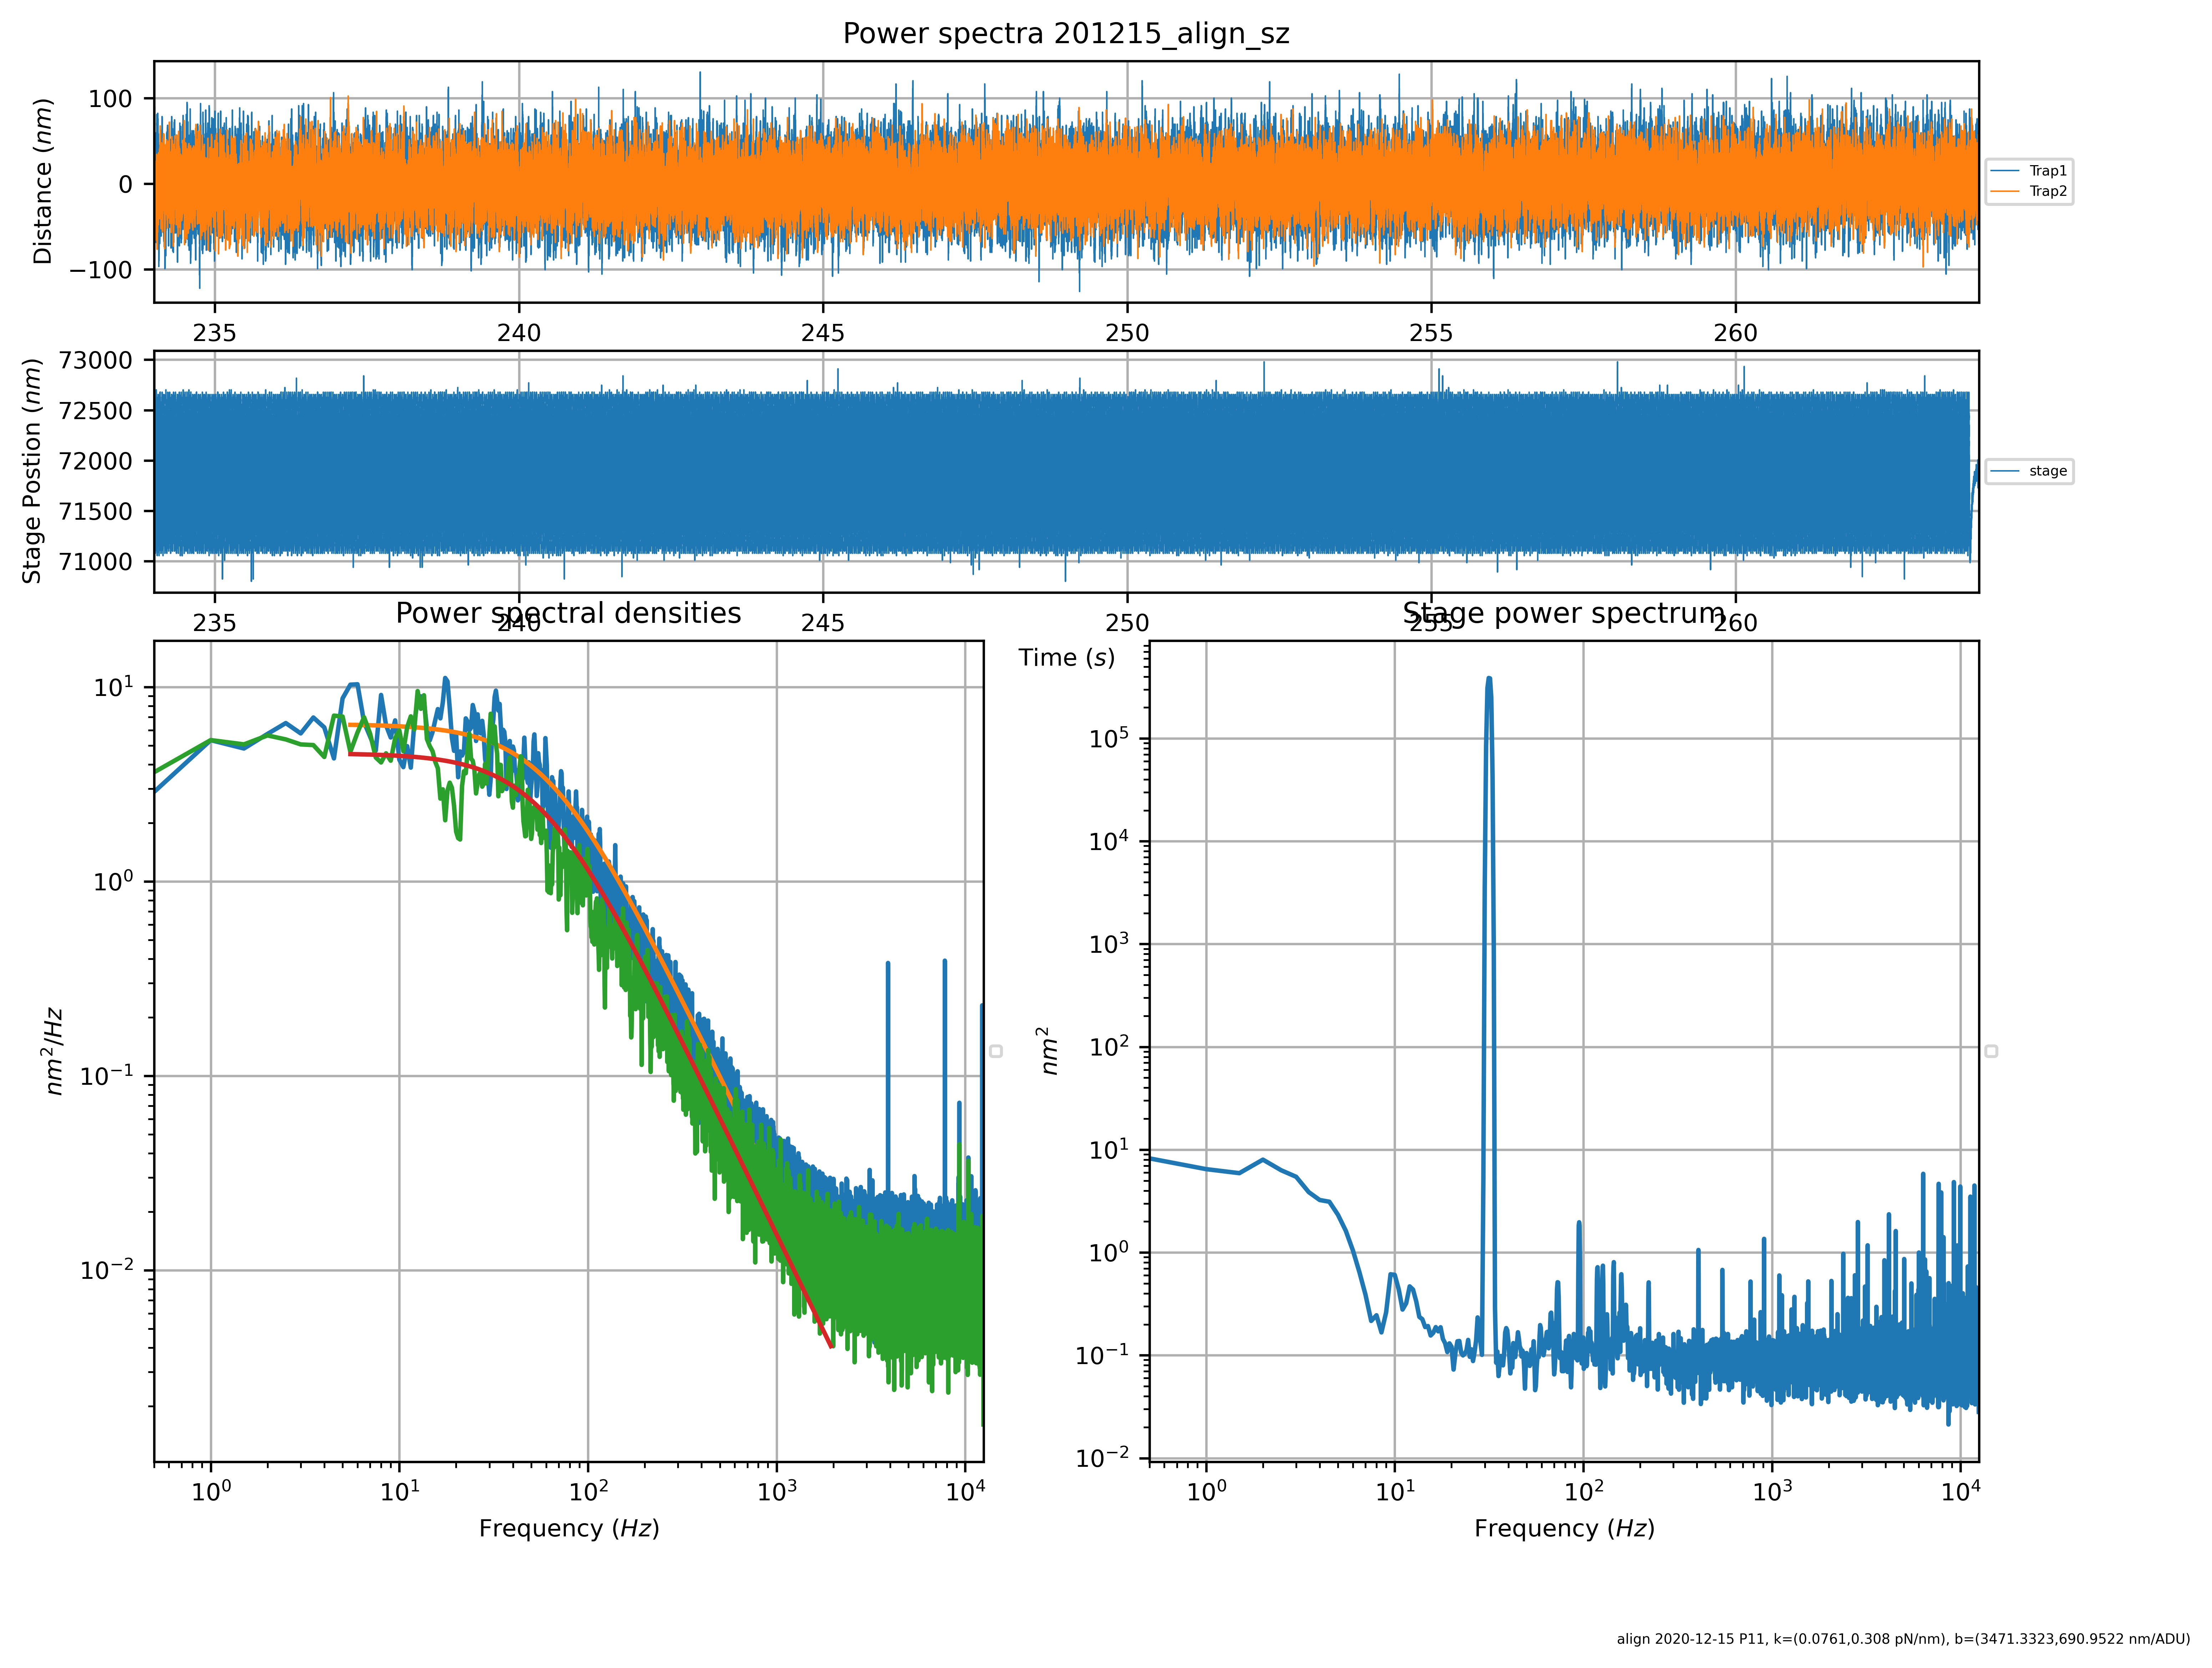 Power spectra 201215_align_sz
Distance (nm)
100
0
−100
235 240 245 250 255 260
Trap1
Trap2
Stage Postion (nm)
73000
72500
72000
71500
71000
235 240 245 250 255 260
stage
Time (s)
Power spectral densities
nm²/Hz
10¹
10⁰
10⁻¹
10⁻²
10⁰ 10¹ 10² 10³ 10⁴
Frequency (Hz)
Stage power spectrum
nm²
10⁵
10⁴
10³
10²
10¹
10⁰
10⁻¹
10⁻²
10⁰ 10¹ 10² 10³ 10⁴
Frequency (Hz)
align 2020-12-15 P11, k=(0.0761,0.308 pN/nm), b=(3471.3323,690.9522 nm/ADU)